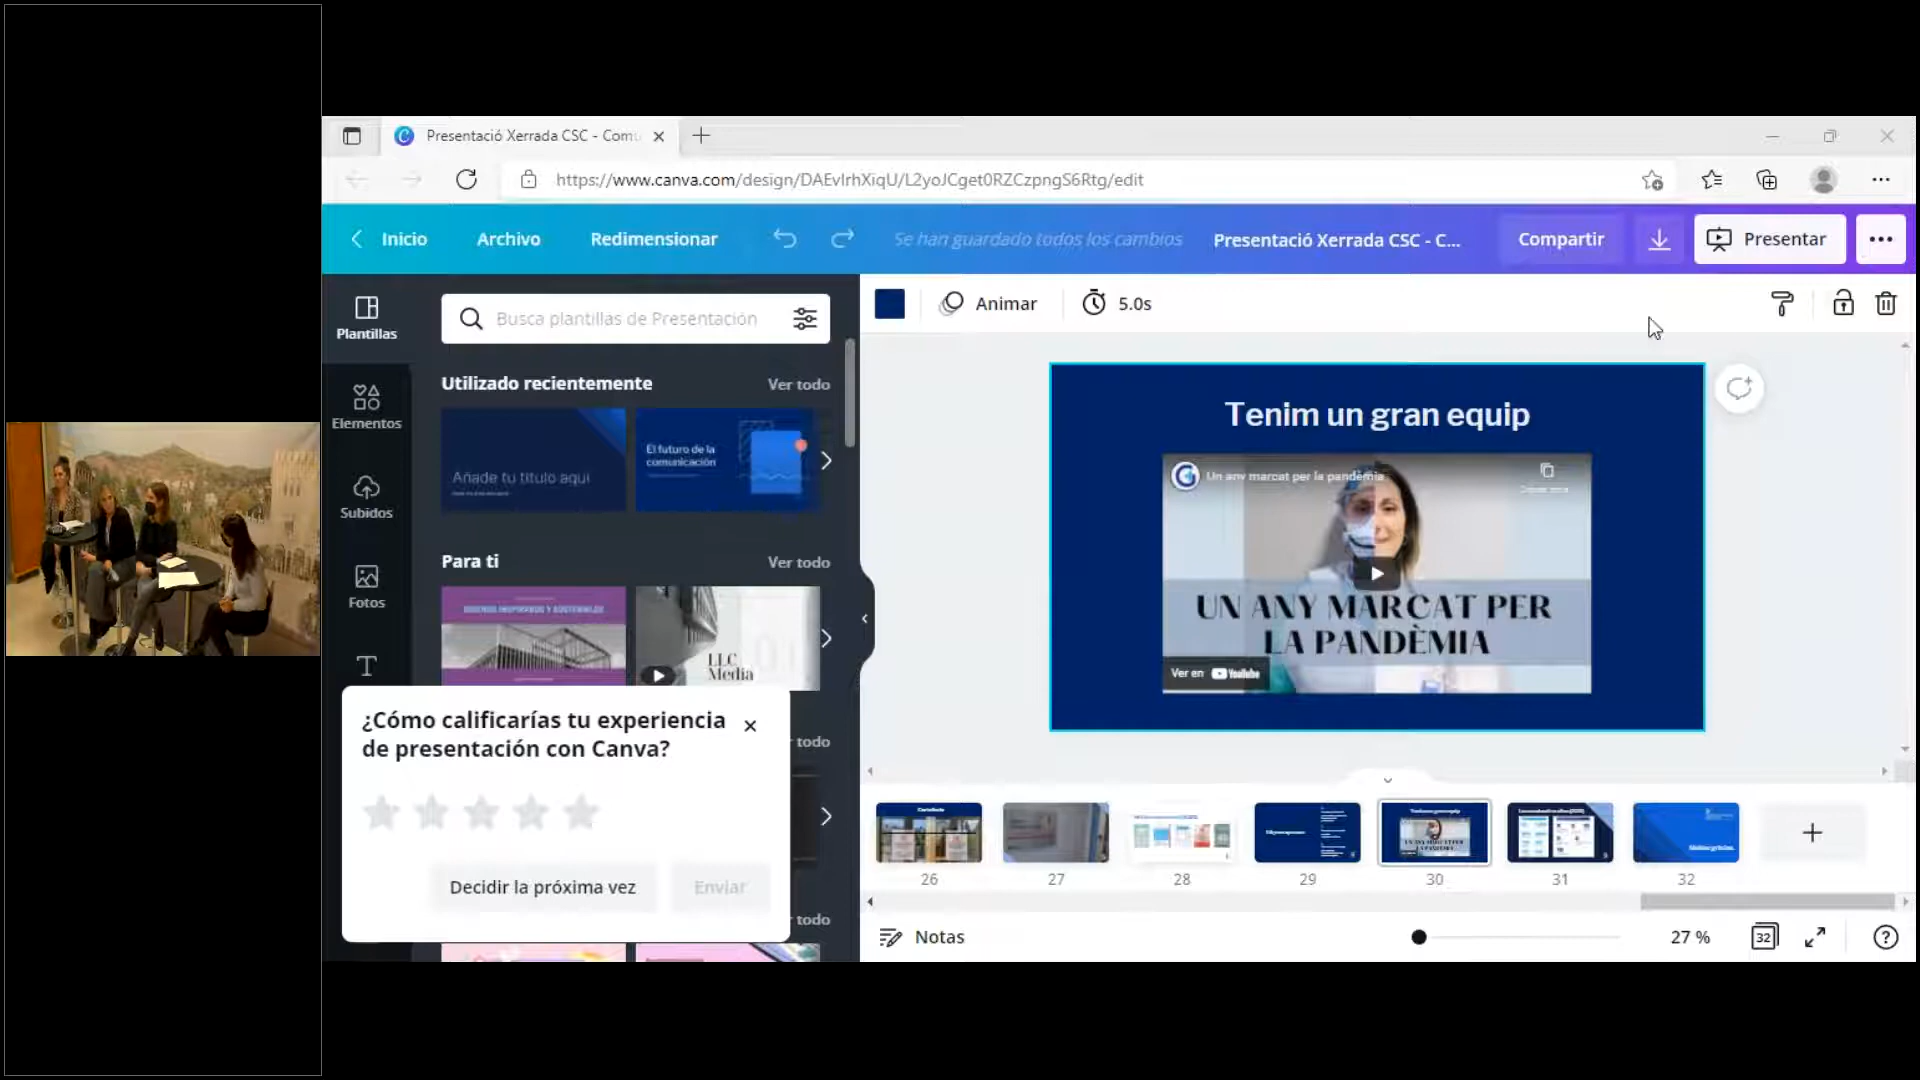 Presentació Xerrada CSC - Com
https://www.canva.com/design/DAEvIrhXiqU/L2yoJCget0RZCzpngS6Rtg/edit
Inicio
Archivo
Redimensionar
Se han guardado todos los cambios
Presentació Xerrada CSC - C...
Compartir
Presentar
Plantillas
Elementos
Subidos
Fotos
Busca plantillas de Presentación
Utilizado recientemente
Ver todo
Añade tu título aquí
El futuro de la
comunicación
Para ti
Ver todo
DISEÑOS INSPIRADOS Y SOSTENIBLES
LLC
Media
todo
todo
¿Cómo calificarías tu experiencia
de presentación con Canva?
Decidir la próxima vez
Enviar
Animar
5.0s
Tenim un gran equip
Un any marcat per la pandèmia
UN ANY MARCAT PER
LA PANDÈMIA
Ver en YouTube
26
27
28
29
30
31
32
Notas
27 %
32